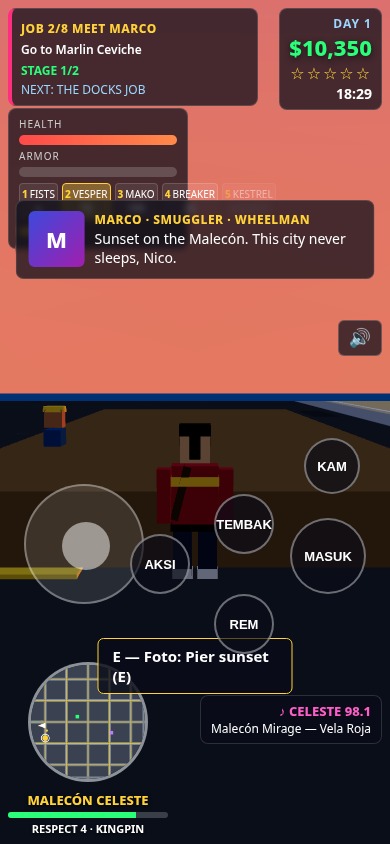 JOB 2/8 MEET MARCO
Go to Marlin Ceviche
STAGE 1/2
NEXT: THE DOCKS JOB
DAY 1
$10,350
☆☆☆☆☆
18:29
HEALTH
ARMOR
1 FISTS 2 VESPER 3 MAKO 4 BREAKER 5 KESTREL
M
MARCO · SMUGGLER · WHEELMAN
Sunset on the Malecón. This city never
sleeps, Nico.
KAM
TEMBAK
AKSI
MASUK
REM
E — Foto: Pier sunset
(E)
♪ CELESTE 98.1
Malecón Mirage — Vela Roja
MALECÓN CELESTE
RESPECT 4 · KINGPIN